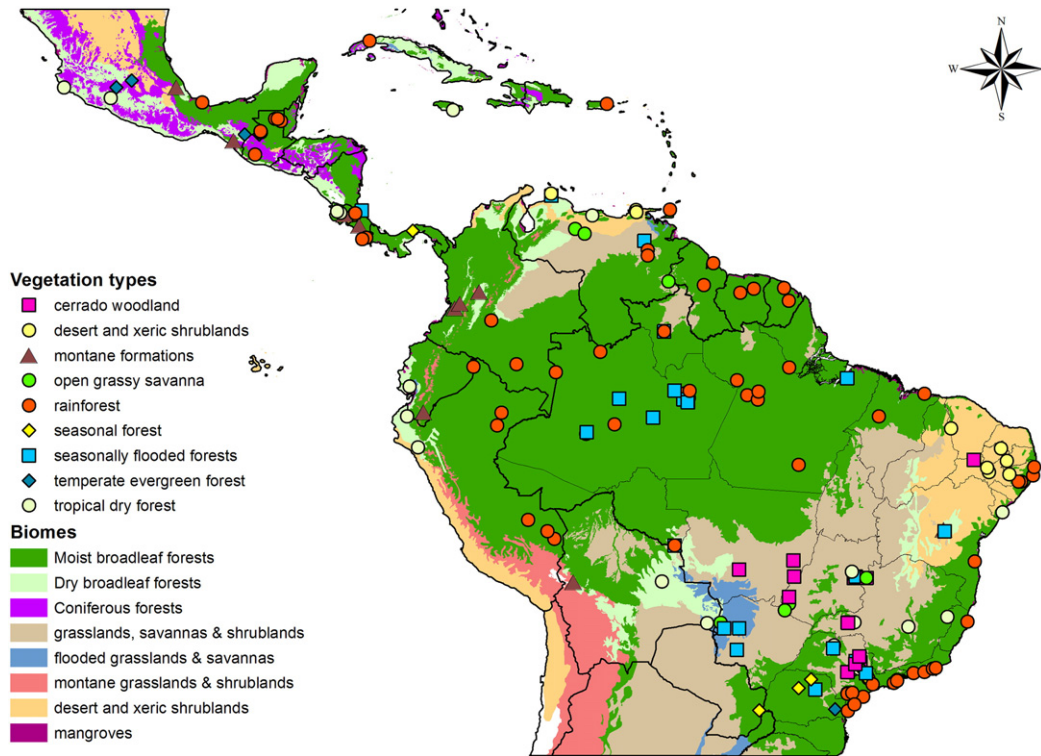 N
W
E
S
Vegetation types
cerrado woodland
desert and xeric shrublands
montane formations
open grassy savanna
rainforest
seasonal forest
seasonally flooded forests
temperate evergreen forest
tropical dry forest
Biomes
Moist broadleaf forests
Dry broadleaf forests
Coniferous forests
grasslands, savannas & shrublands
flooded grasslands & savannas
montane grasslands & shrublands
desert and xeric shrublands
mangroves